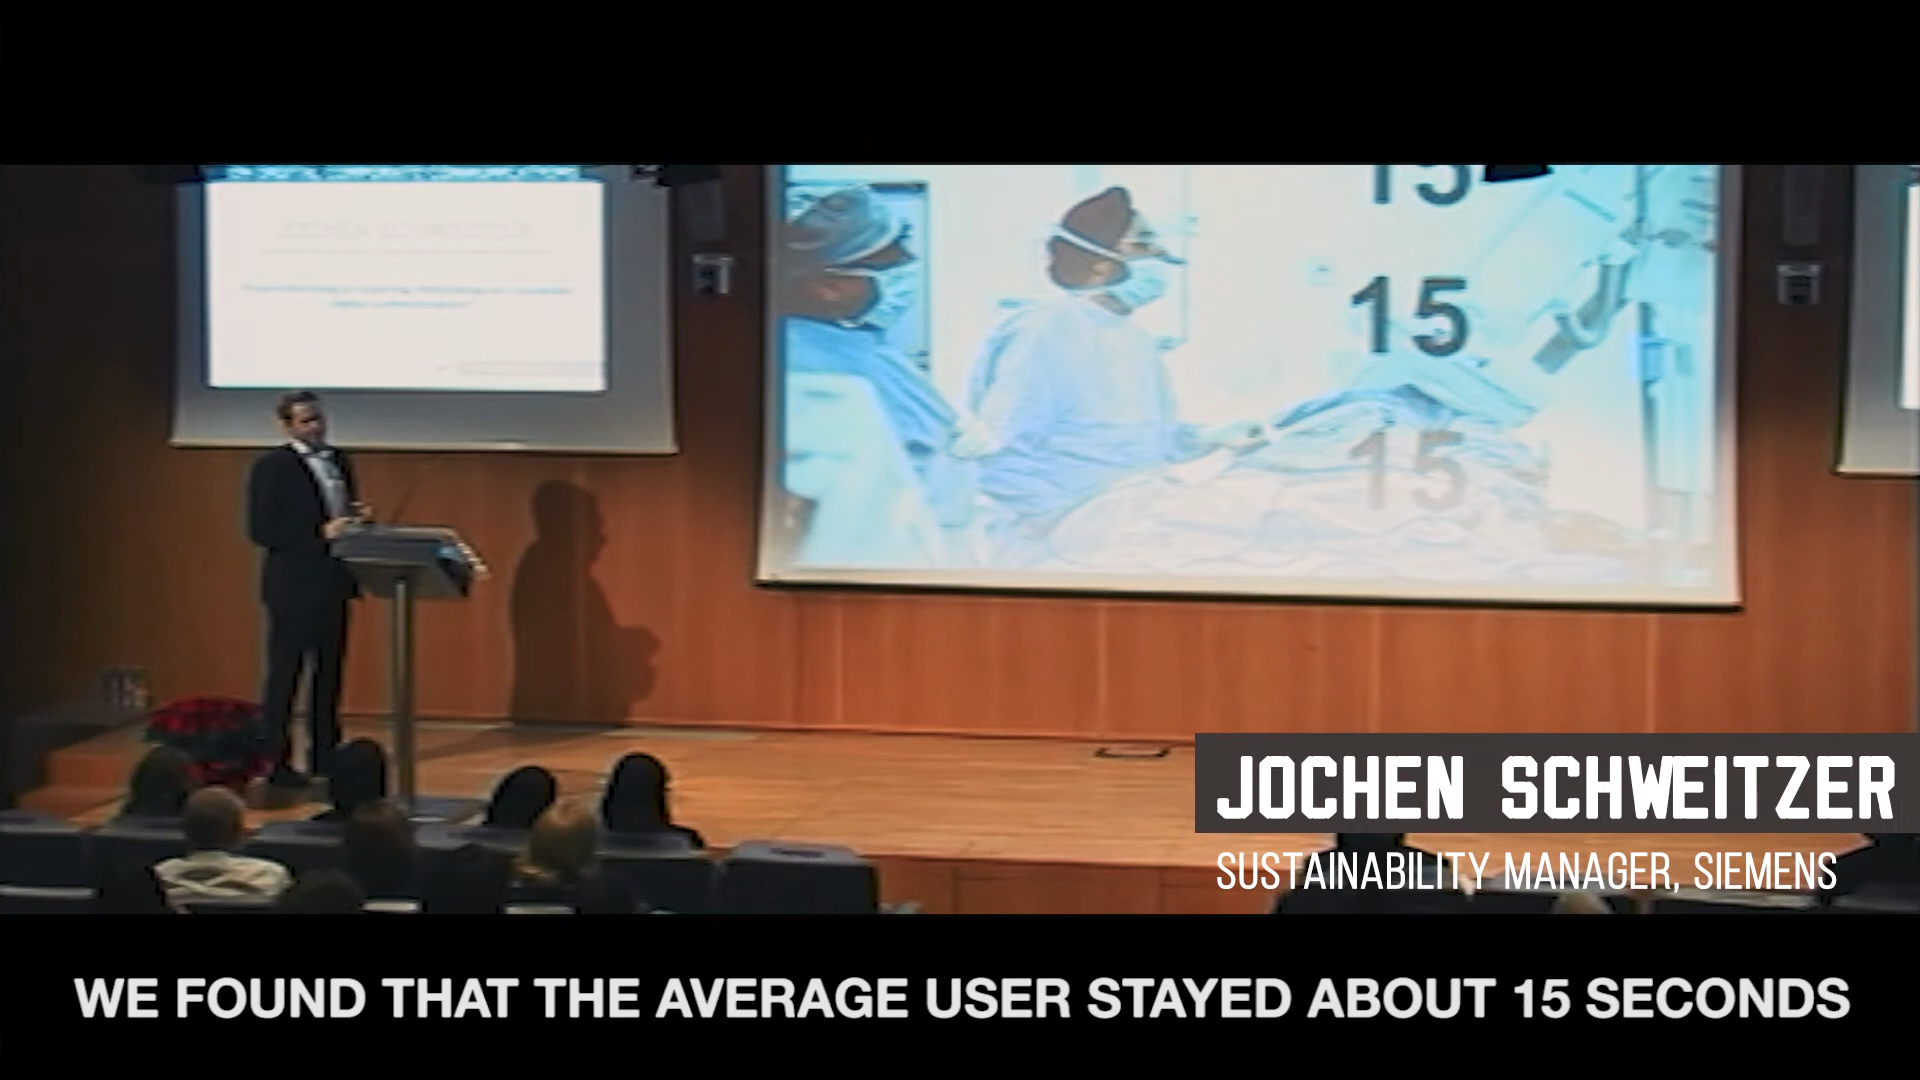 15
15
15
JOCHEN SCHWEITZER
SUSTAINABILITY MANAGER, SIEMENS
WE FOUND THAT THE AVERAGE USER STAYED ABOUT 15 SECONDS